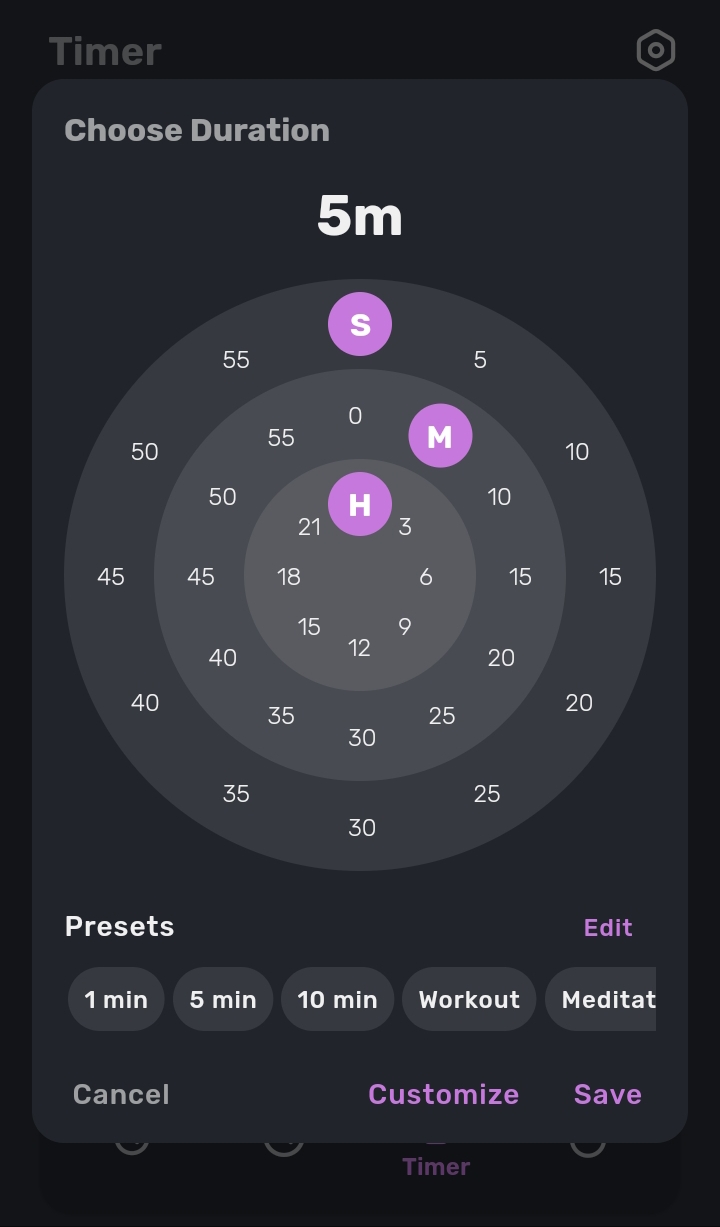 Timer
Choose Duration
5m
S
55 5
0
55 M
50 10
50 10
H
21 3
45 45 18 6 15 15
15 9
12
40 20
40 20
35 25
30
35 25
30
Presets Edit
1 min 5 min 10 min Workout Meditat
Cancel Customize Save
Timer